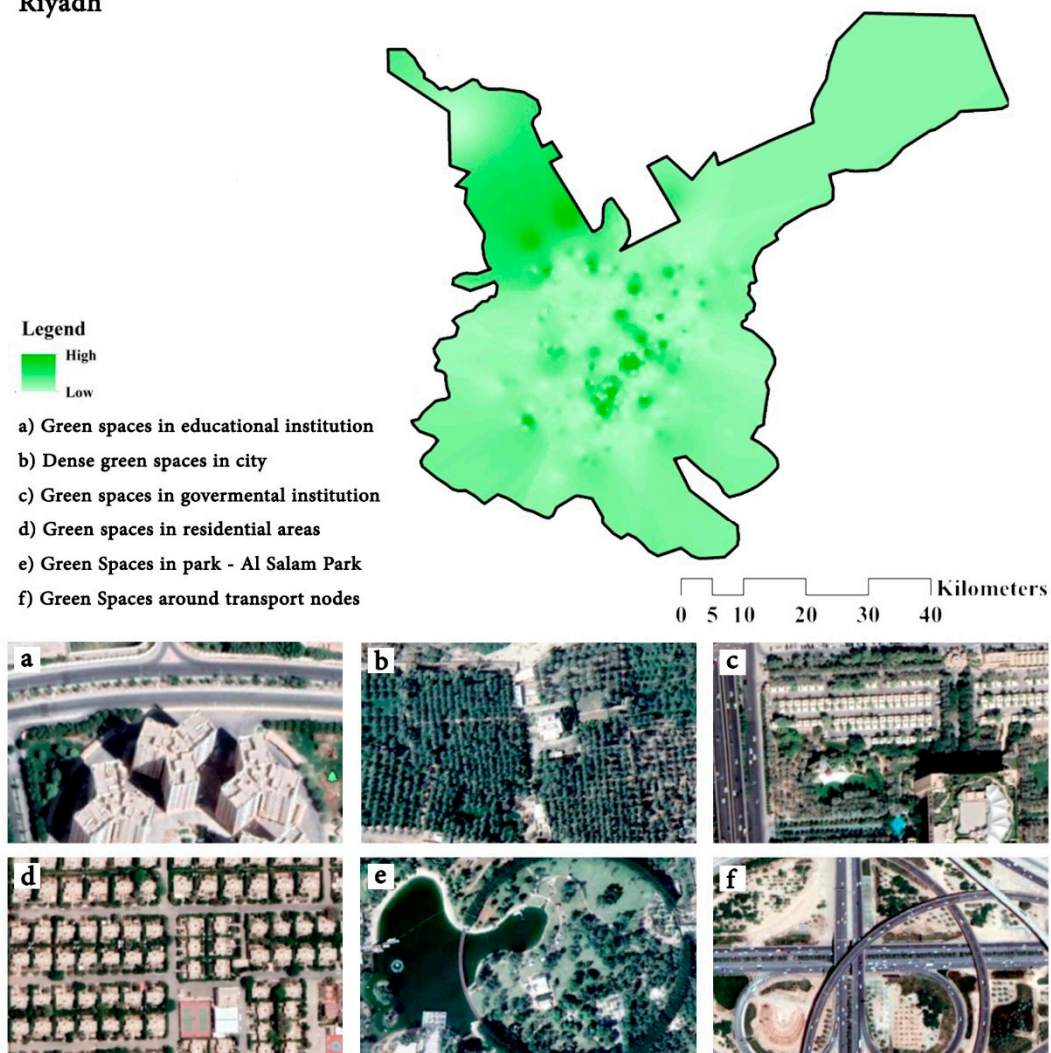 Riyadh
Legend
High
Low
a) Green spaces in educational institution
b) Dense green spaces in city
c) Green spaces in govermental institution
d) Green spaces in residential areas
e) Green Spaces in park - Al Salam Park
f) Green Spaces around transport nodes
Kilometers
0 5 10 20 30 40
a
b
c
d
e
f